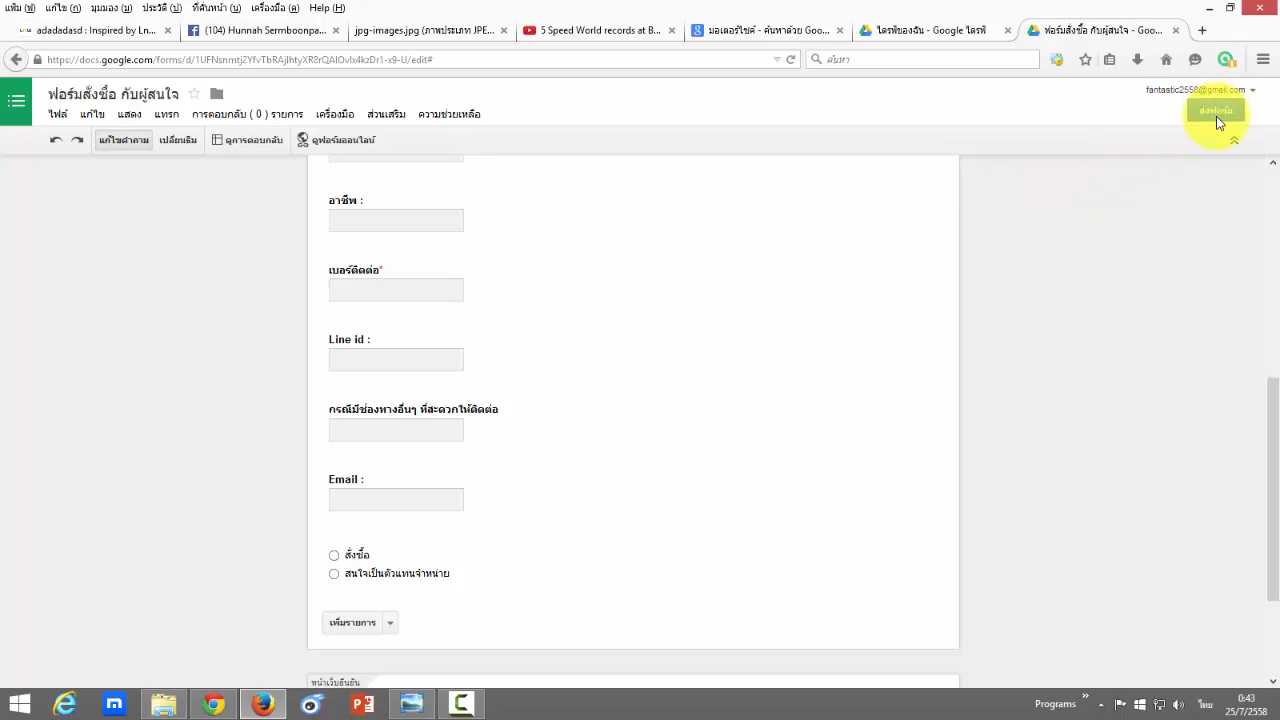 แฟ้ม (ฟ) แก้ไข (ก) มุมมอง (ม) ประวัติ (ป) ที่คั่นหน้า (ด) เครื่องมือ (ค) Help (H)
adadadasd : Inspired by Ln... × (104) Hunnah Sermboonpa... × jpg-images.jpg (ภาพประเภท JPE... × 5 Speed World records at B... × มอเตอร์ไซค์ - ค้นหาด้วย Goo... × ไดรฟ์ของฉัน - Google ไดรฟ์ × ฟอร์มสั่งซื้อ กับผู้สนใจ - Goo... × +
https://docs.google.com/forms/d/1UFNsnmtj2YfvTbRAjIhtyXR8rQAIOvIx4kzDr1-x9-U/edit# ค้นหา
ฟอร์มสั่งซื้อ กับผู้สนใจ
fantastic2558@gmail.com
ไฟล์ แก้ไข แสดง แทรก การตอบกลับ ( 0 ) รายการ เครื่องมือ ส่วนเสริม ความช่วยเหลือ
ส่งฟอร์ม
แก้ไขคำถาม เปลี่ยนธีม ดูการตอบกลับ ดูฟอร์มออนไลน์
อาชีพ :
เบอร์ติดต่อ*
Line id :
กรณีมีช่องทางอื่นๆ ที่สะดวกให้ติดต่อ
Email :
สั่งซื้อ
สนใจเป็นตัวแทนจำหน่าย
เพิ่มรายการ
หน้าเว็บยืนยัน
Programs » ไทย 0:43
25/7/2558